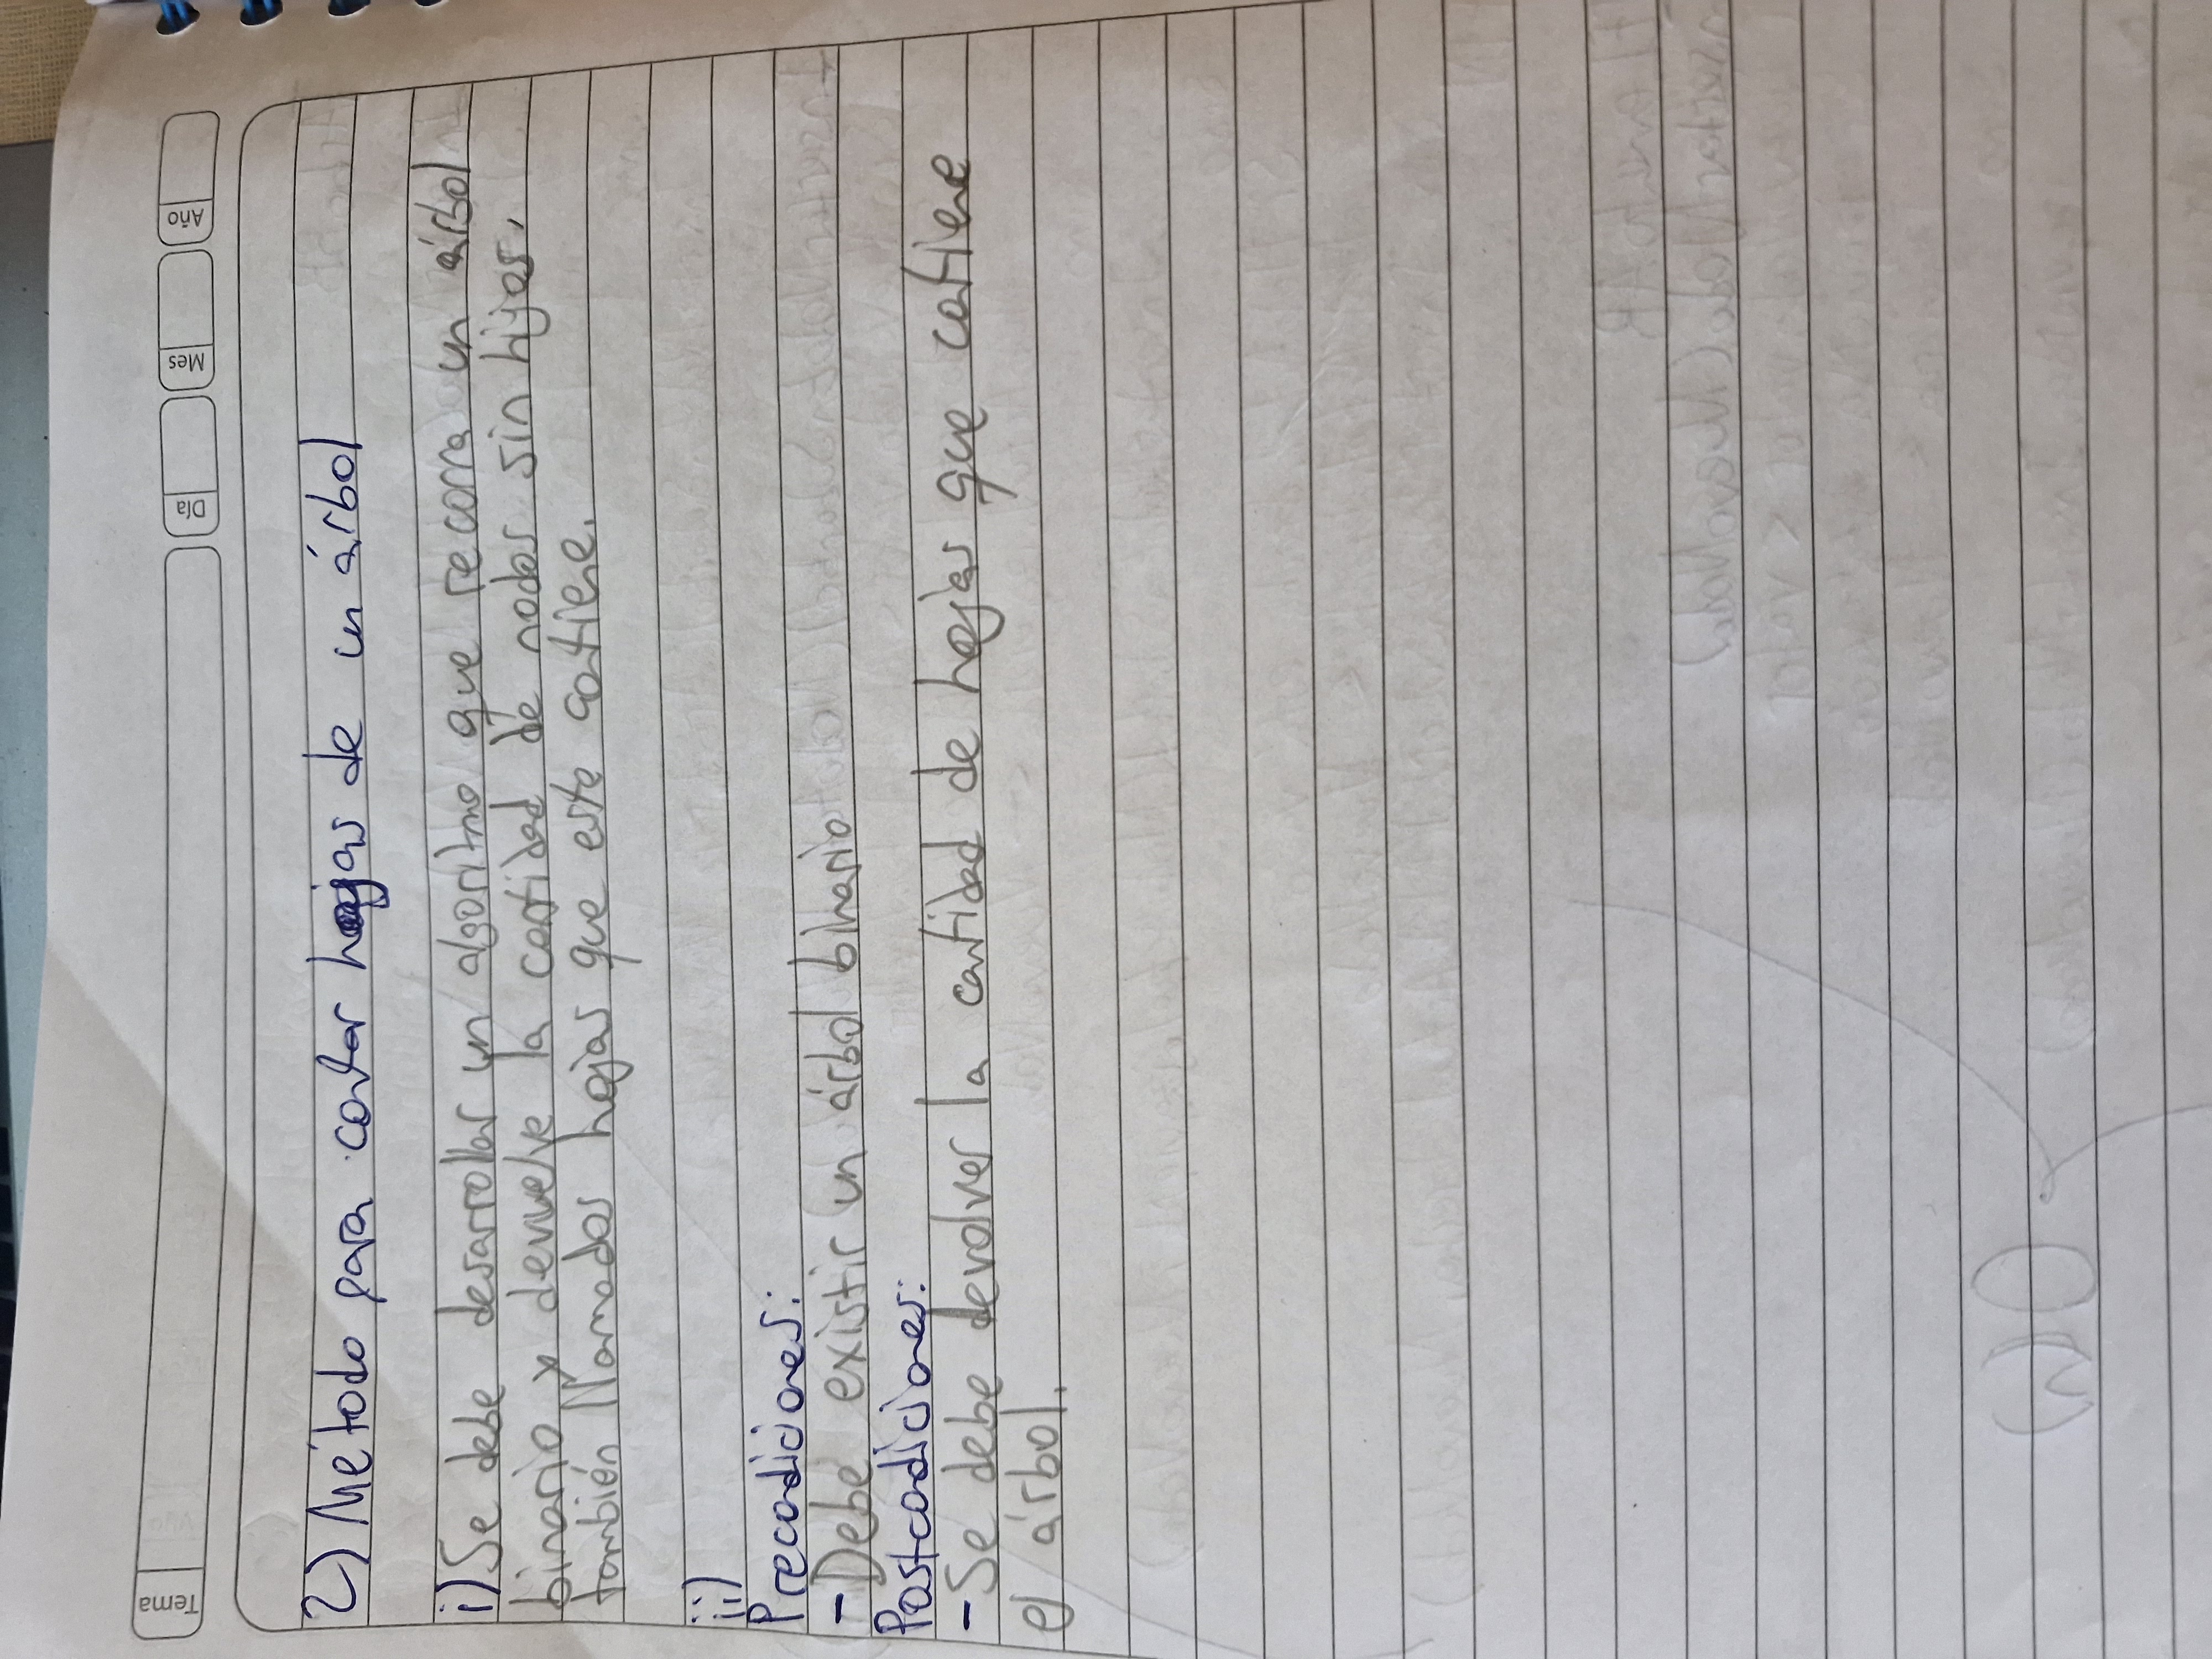 Tema
Día
Mes
Año
2) Método para contar hojas de un árbol
i) Se debe desarrollar un algoritmo que recorra un árbol
binario y devuelve la cantidad de nodos sin hijos,
también llamados hojas que este contiene.
ii)
Precondiciones:
- Debe existir un árbol binario
Postcondiciones:
- Se debe devolver la cantidad de hojas que contiene
el árbol.